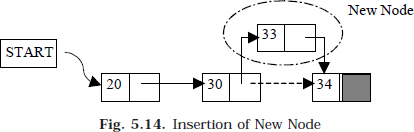 New Node
33
START
20 30 34
Fig. 5.14. Insertion of New Node